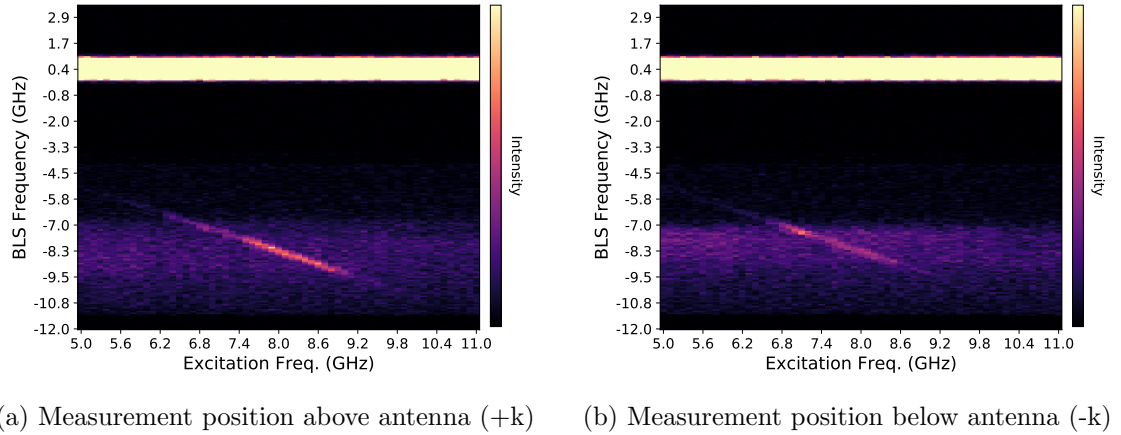 2.9
1.7
0.4
-0.8
-2.0
-3.3
-4.5
-5.8
-7.0
-8.3
-9.5
-10.8
-12.0
BLS Frequency (GHz)
5.0 5.6 6.2 6.8 7.4 8.0 8.6 9.2 9.8 10.4 11.0
Excitation Freq. (GHz)
Intensity
(a) Measurement position above antenna (+k)
2.9
1.7
0.4
-0.8
-2.0
-3.3
-4.5
-5.8
-7.0
-8.3
-9.5
-10.8
-12.0
BLS Frequency (GHz)
5.0 5.6 6.2 6.8 7.4 8.0 8.6 9.2 9.8 10.4 11.0
Excitation Freq. (GHz)
Intensity
(b) Measurement position below antenna (-k)